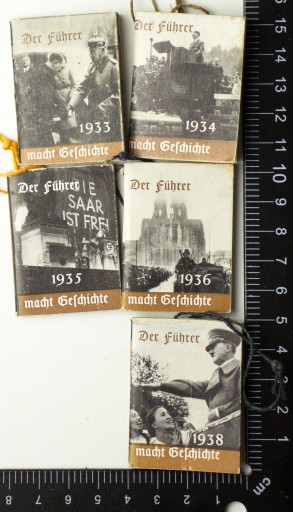 Der Führer
1933
macht Geschichte
Der Führer
1934
macht Geschichte
Der Führer
IE
SAAR
IST FREI
1935
macht Geschichte
Der Führer
1936
macht Geschichte
Der Führer
1938
macht Geschichte
15
14
13
12
11
10
9
8
7
6
5
4
3
2
1
cm
8
7
6
5
4
3
2
1
cm